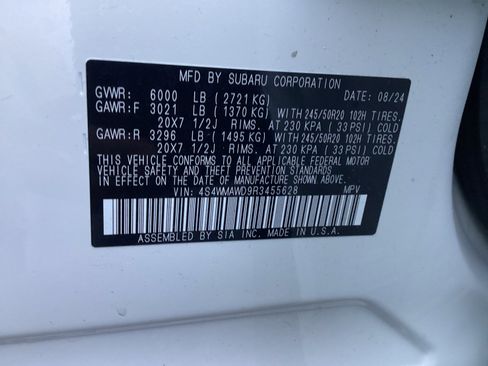 MFD BY SUBARU CORPORATION
GVWR: 6000 LB (2721 KG) DATE: 08/24
GAWR:F 3021 LB (1370 KG) WITH 245/50R20 102H TIRES.
20X7 1/2J RIMS. AT 230 KPA (33 PSI) COLD
GAWR:R 3296 LB (1495 KG) WITH 245/50R20 102H TIRES.
20X7 1/2J RIMS. AT 230 KPA (33 PSI) COLD
THIS VEHICLE CONFORMS TO ALL APPLICABLE FEDERAL MOTOR
VEHICLE SAFETY AND THEFT PREVENTION STANDARDS IN EFFECT
ON THE DATE OF MANUFACTURE SHOWN ABOVE.
VIN: 4S4WMAWD9R3455628 MPV
ASSEMBLED BY SIA INC. MADE IN U.S.A.